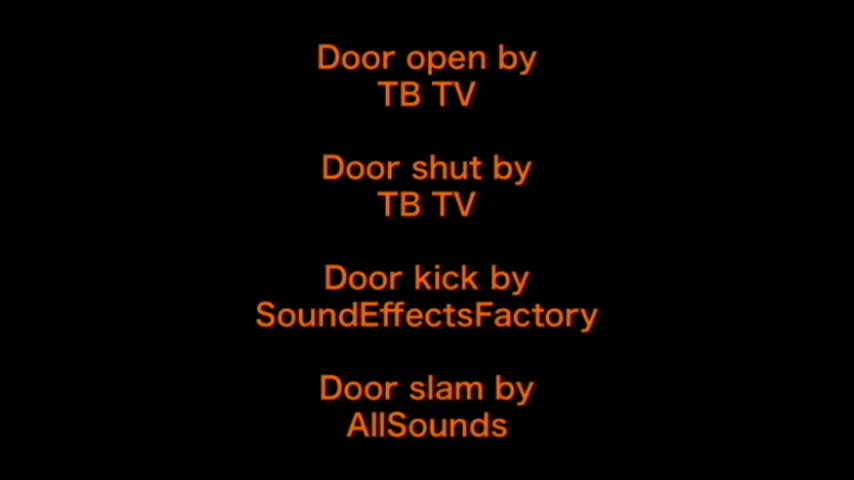 Door open by
TB TV
Door shut by
TB TV
Door kick by
SoundEffectsFactory
Door slam by
AllSounds